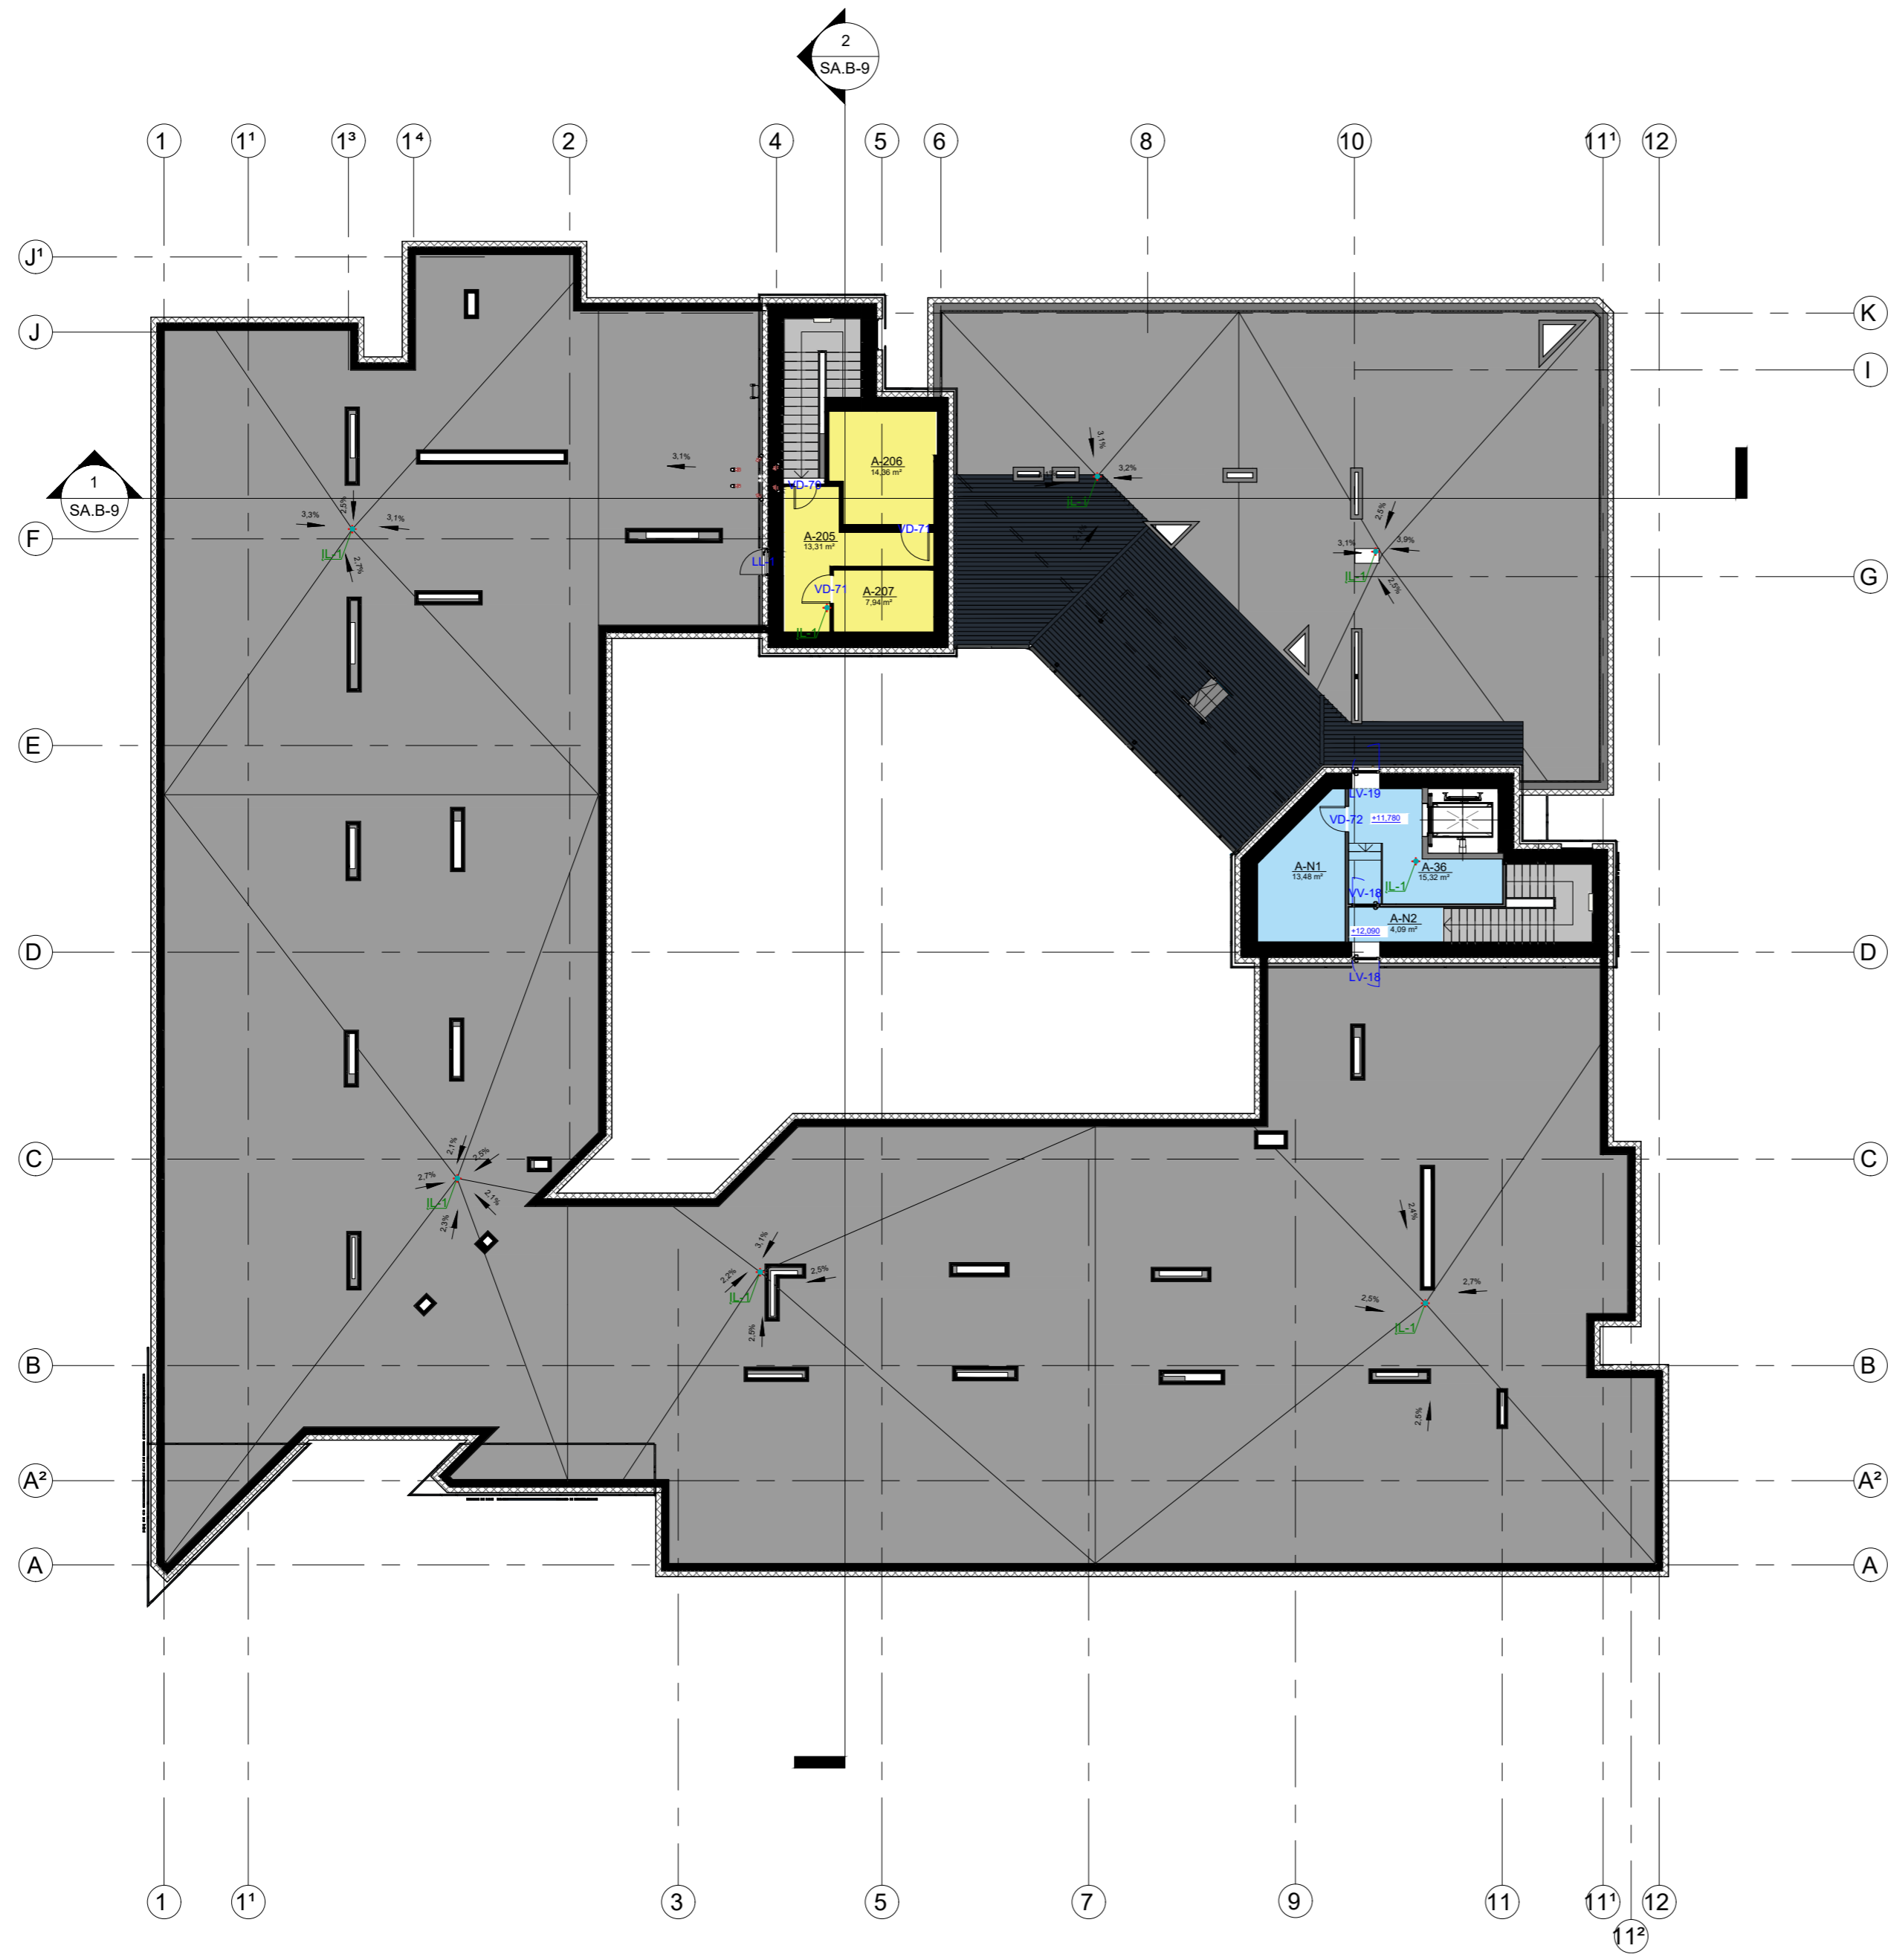 2
SA.B-9
1
1¹
1³
1⁴
2
4
5
6
8
10
11¹
12
J¹
J
K
I
3,1%
A-206
14,36 m²
3,1%
3,2%
IL-1
1
SA.B-9
VD-70
2,5%
3,3%
3,1%
2,5%
F
IL-1
2,7%
A-205
13,31 m²
VD-71
3,1%
3,9%
LL-1
IL-1
2,5%
G
VD-71
A-207
7,94 m²
IL-1
E
LV-19
VD-72
+11,780
A-N1
13,48 m²
A-36
15,32 m²
IL-1
VV-18
A-N2
4,09 m²
+12,090
D
D
LV-18
C
2,1%
2,5%
2,7%
2,1%
IL-1
2,3%
C
2,4%
3,1%
2,2%
2,5%
IL-1
2,5%
2,7%
2,5%
IL-1
B
B
2,5%
A²
A²
A
A
1
1¹
3
5
7
9
11
11¹
12
11²